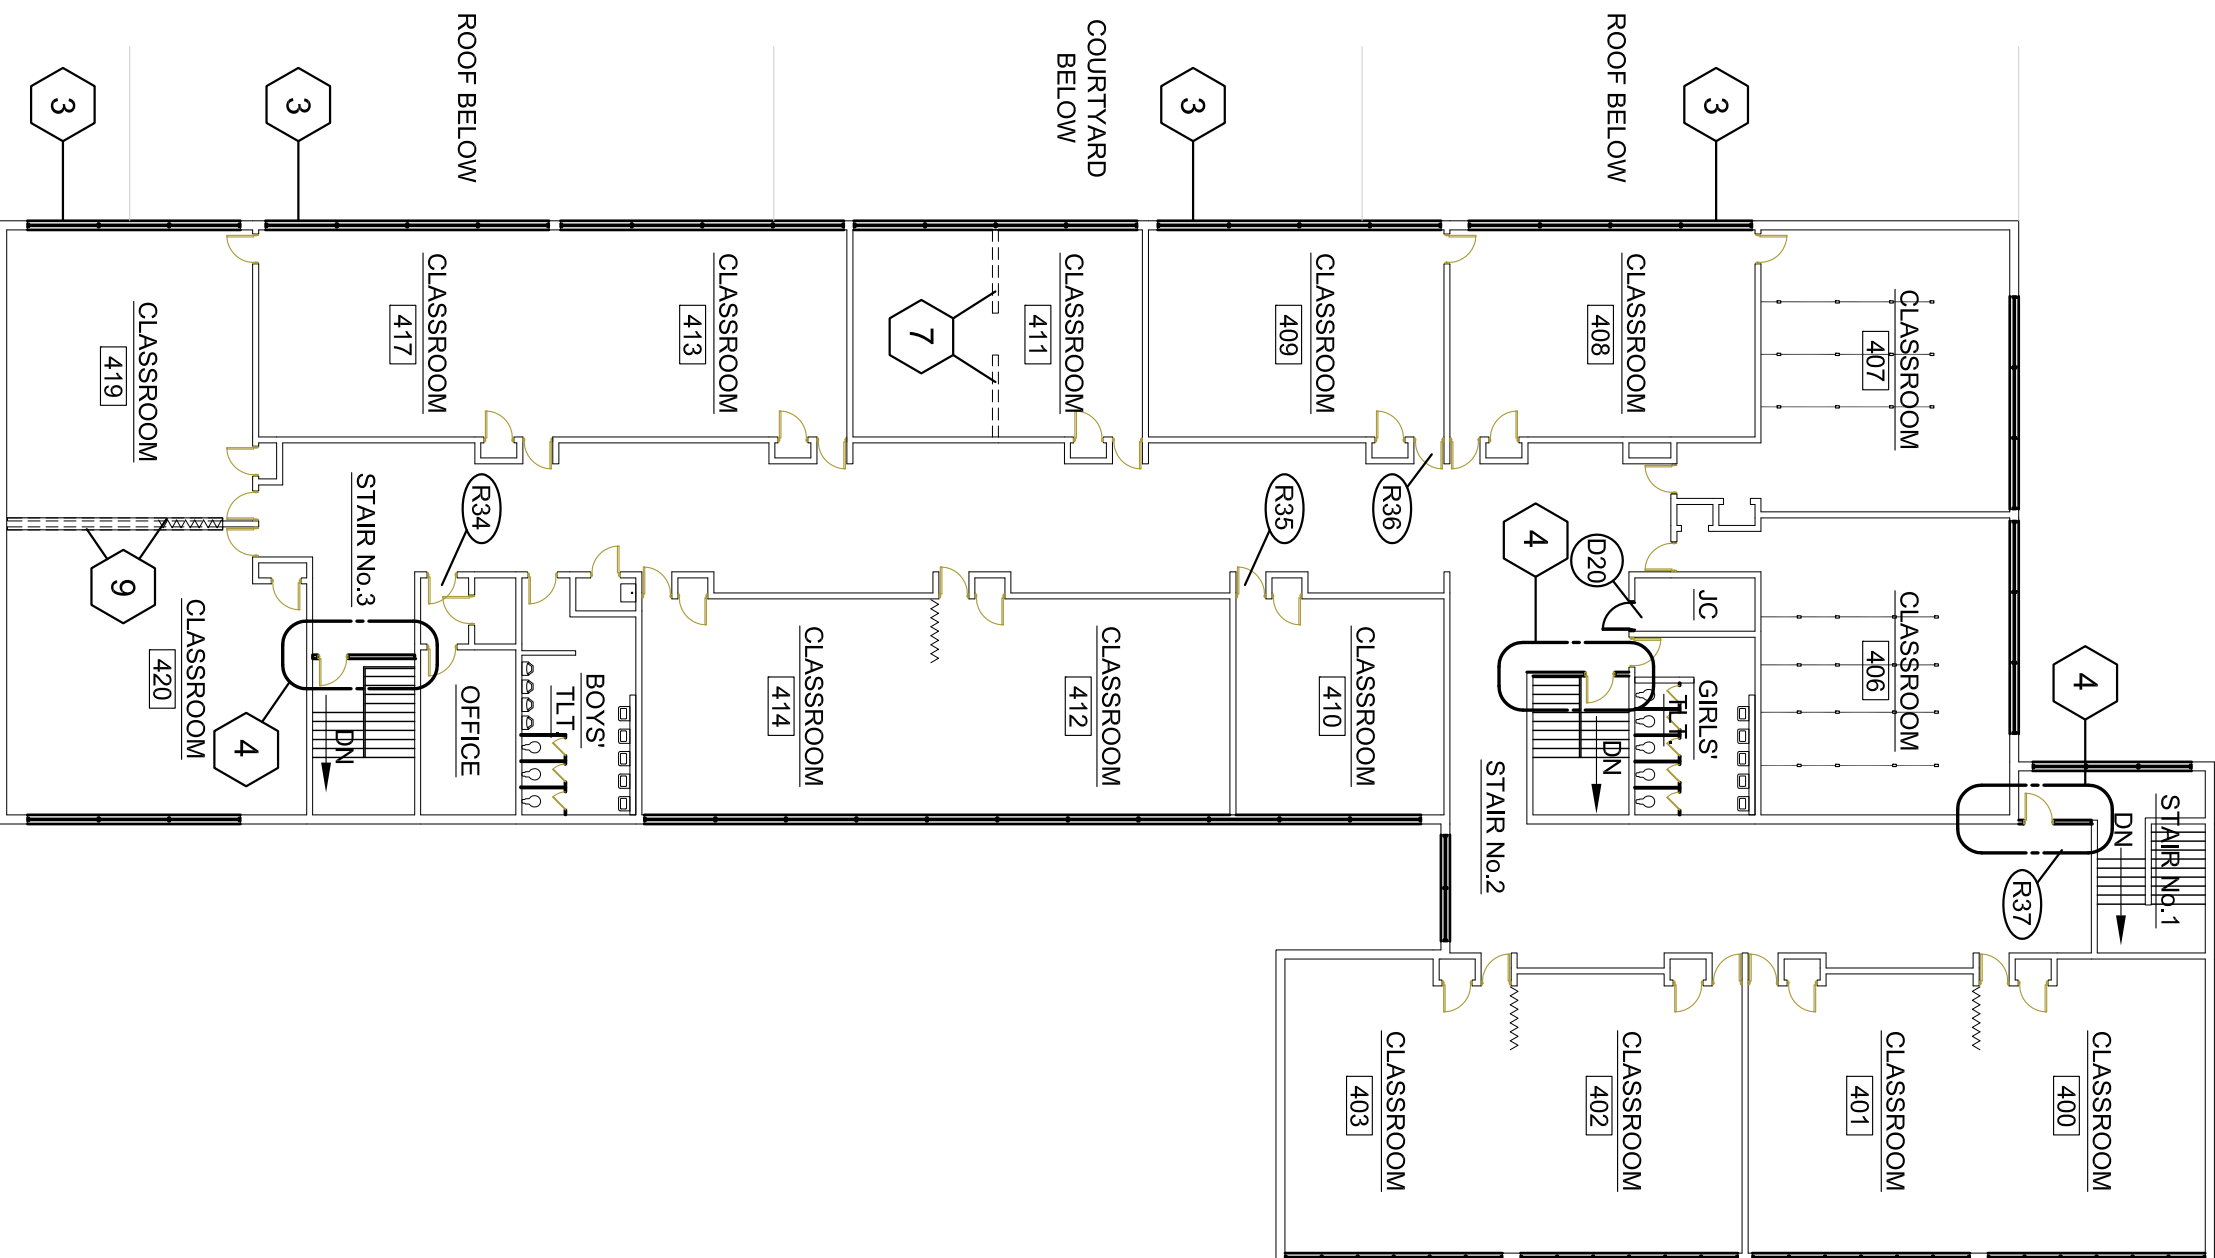 ROOF BELOW
COURTYARD
BELOW
ROOF BELOW
3
3
3
3
CLASSROOM
419
CLASSROOM
417
CLASSROOM
413
7
CLASSROOM
411
CLASSROOM
409
CLASSROOM
408
CLASSROOM
407
STAIR No.3
R34
R35
R36
4
D20
9
CLASSROOM
420
4
DN
OFFICE
BOYS'
TLT.
CLASSROOM
414
CLASSROOM
412
CLASSROOM
410
STAIR No.2
DN
JC
GIRLS'
TLT.
CLASSROOM
406
4
STAIR No.1
DN
R37
CLASSROOM
403
CLASSROOM
402
CLASSROOM
401
CLASSROOM
400